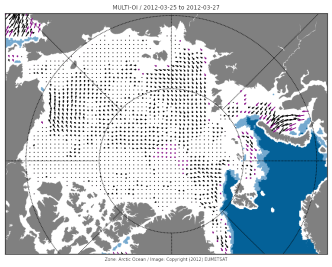 MULTI-OI / 2012-03-25 to 2012-03-27
Zone: Arctic Ocean / Image: Copyright (2012) EUMETSAT